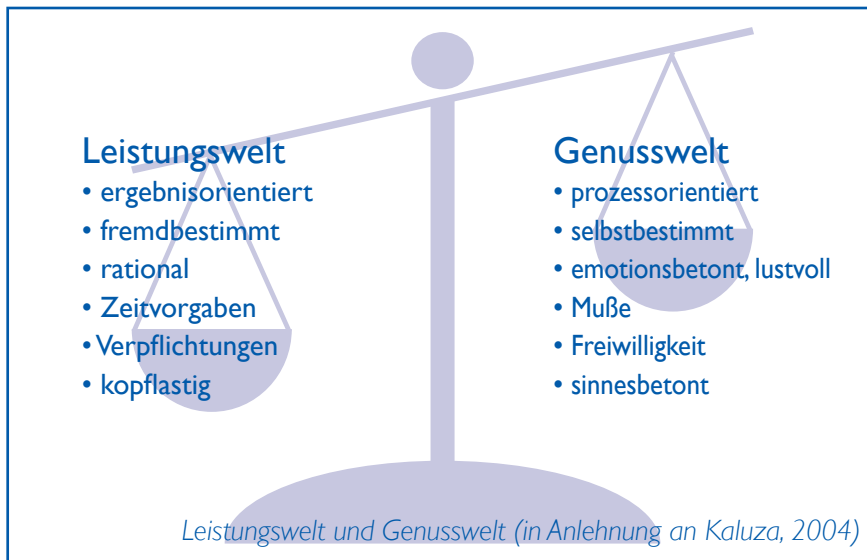 Leistungswelt
• ergebnisorientiert
• fremdbestimmt
• rational
• Zeitvorgaben
• Verpflichtungen
• kopflastig
Genusswelt
• prozessorientiert
• selbstbestimmt
• emotionsbetont, lustvoll
• Muße
• Freiwilligkeit
• sinnesbetont
Leistungswelt und Genusswelt (in Anlehnung an Kaluza, 2004)